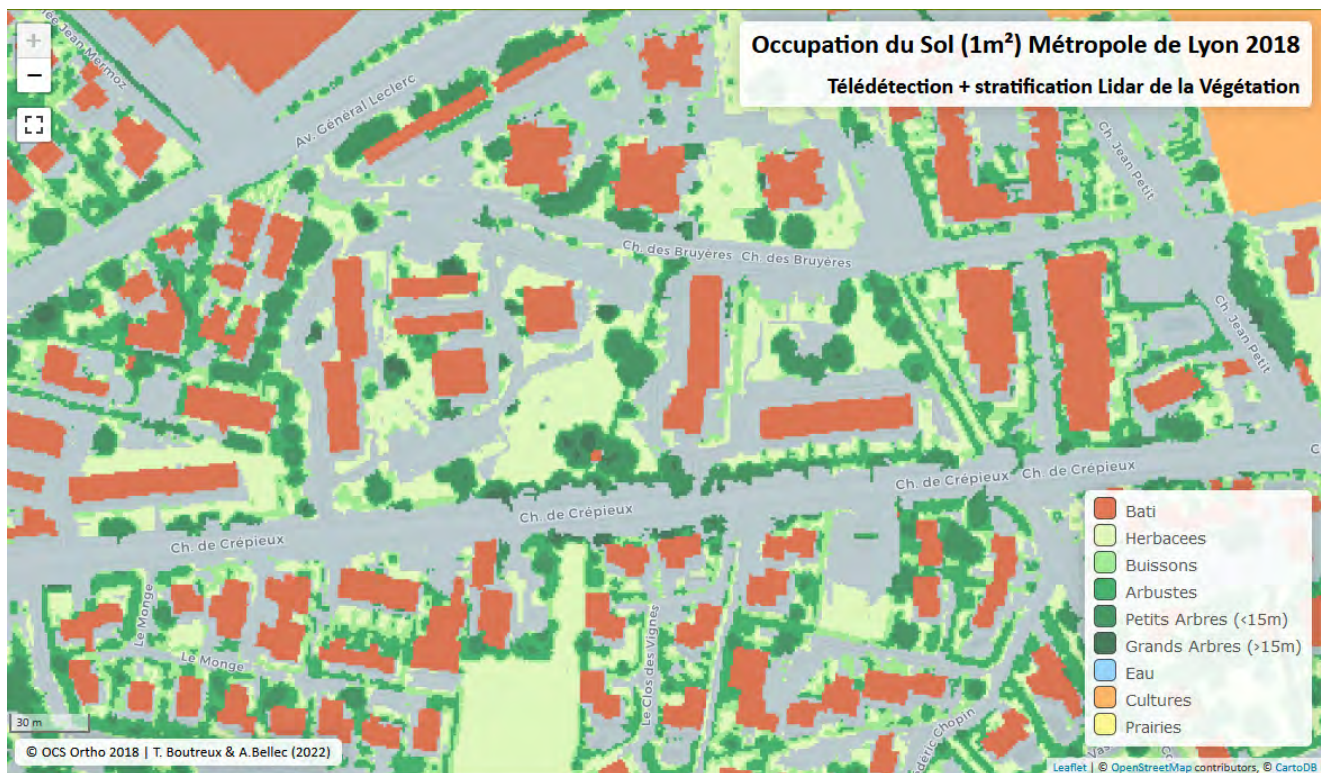 Occupation du Sol (1m²) Métropole de Lyon 2018
Télédétection + stratification Lidar de la Végétation
+
−
Jean Mermoz
Av. Général Leclerc
Ch. Jean Petit
Ch. des Bruyères Ch. des Bruyères
Ch. Jean Petit
Ch. de Crépieux Ch. de Crépieux
Ch. de Crépieux
Ch. de Crépieux
Le Monge
Le Monge
Le Clos des Vignes
Chopin
Bati
Herbacees
Buissons
Arbustes
Petits Arbres (<15m)
Grands Arbres (>15m)
Eau
Cultures
Prairies
30 m
© OCS Ortho 2018 | T. Boutreux & A.Bellec (2022)
Leaflet | © OpenStreetMap contributors, © CartoDB